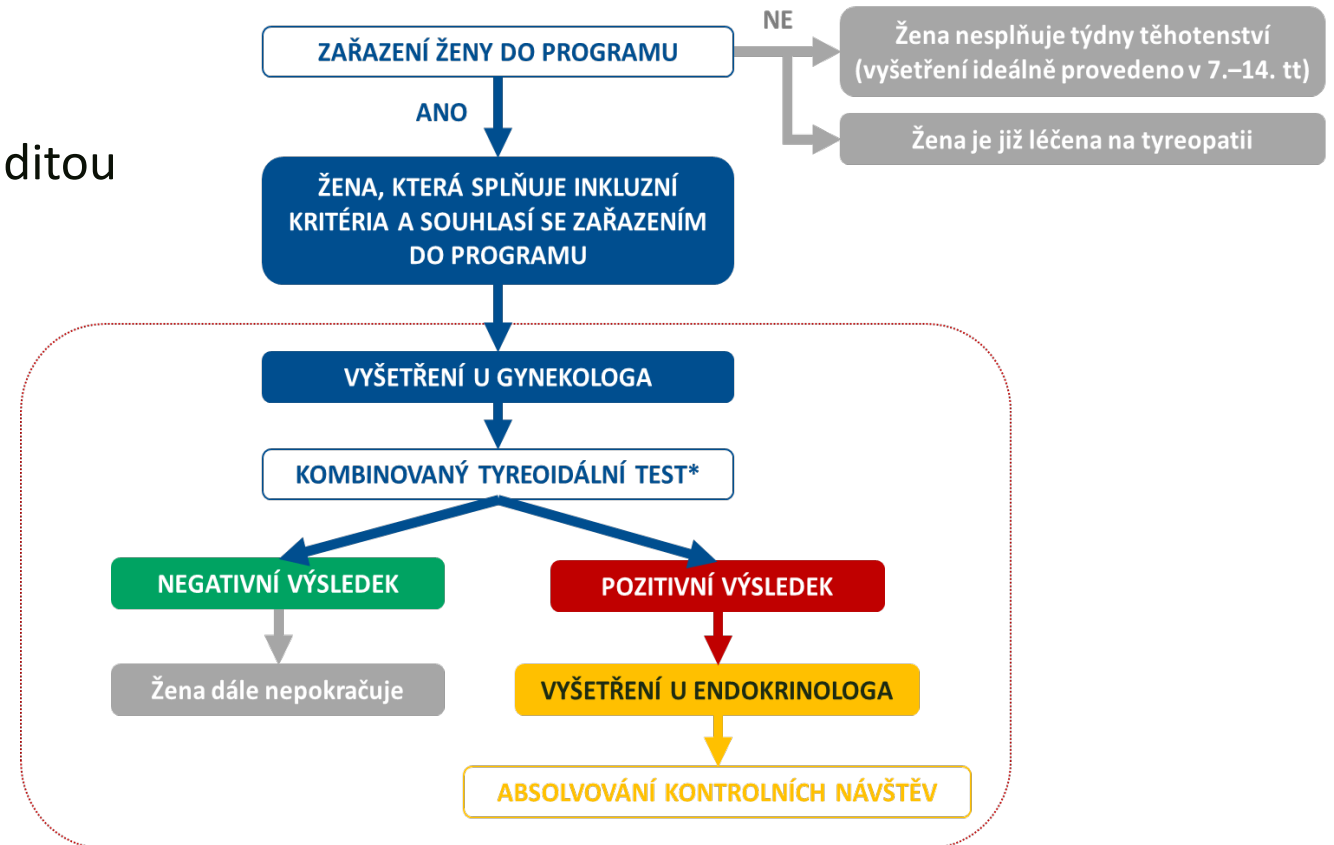 NE
ZAŘAZENÍ ŽENY DO PROGRAMU
Žena nesplňuje týdny těhotenství
(vyšetření ideálně provedeno v 7.–14. tt)
ANO
Žena je již léčena na tyreopatii
ditou
ŽENA, KTERÁ SPLŇUJE INKLUZNÍ
KRITÉRIA A SOUHLASÍ SE ZAŘAZENÍM
DO PROGRAMU
VYŠETŘENÍ U GYNEKOLOGA
KOMBINOVANÝ TYREOIDÁLNÍ TEST*
NEGATIVNÍ VÝSLEDEK
POZITIVNÍ VÝSLEDEK
Žena dále nepokračuje
VYŠETŘENÍ U ENDOKRINOLOGA
ABSOLVOVÁNÍ KONTROLNÍCH NÁVŠTĚV